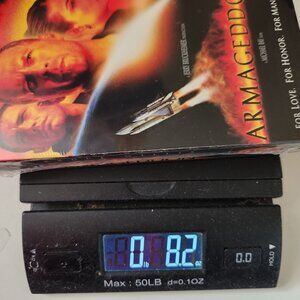 ARMAGEDDO
FOR LOVE. FOR HONOR. FOR MAN
0 lb 8.2 oz
0.0
HOLD
Max : 50LB d=0.1OZ